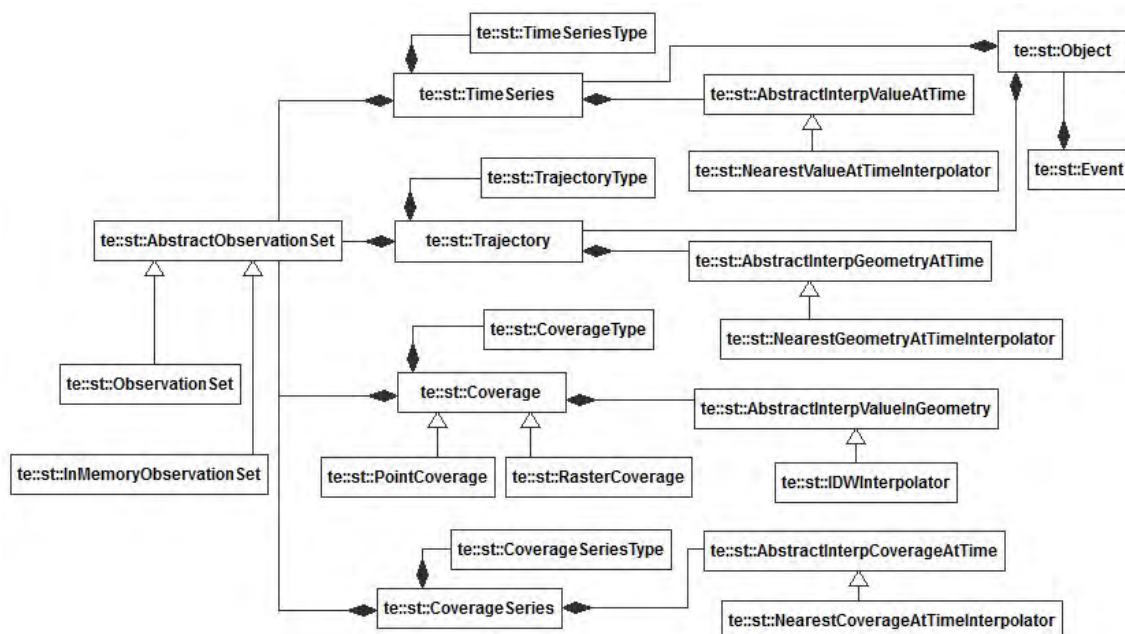 te::st::TimeSeriesType
te::st::Object
te::st::TimeSeries
te::st::AbstractInterpValueAtTime
te::st::NearestValueAtTimeInterpolator
te::st::Event
te::st::TrajectoryType
te::st::AbstractObservationSet
te::st::Trajectory
te::st::AbstractInterpGeometryAtTime
te::st::CoverageType
te::st::NearestGeometryAtTimeInterpolator
te::st::ObservationSet
te::st::Coverage
te::st::AbstractInterpValueInGeometry
te::st::InMemoryObservationSet
te::st::PointCoverage
te::st::RasterCoverage
te::st::IDWInterpolator
te::st::CoverageSeriesType
te::st::AbstractInterpCoverageAtTime
te::st::CoverageSeries
te::st::NearestCoverageAtTimeInterpolator